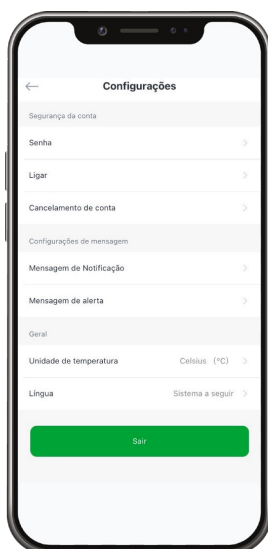 Configurações
Segurança da conta
Senha
Ligar
Cancelamento de conta
Configurações de mensagem
Mensagem de Notificação
Mensagem de alerta
Geral
Unidade de temperatura Celsius (°C)
Língua Sistema a seguir
Sair